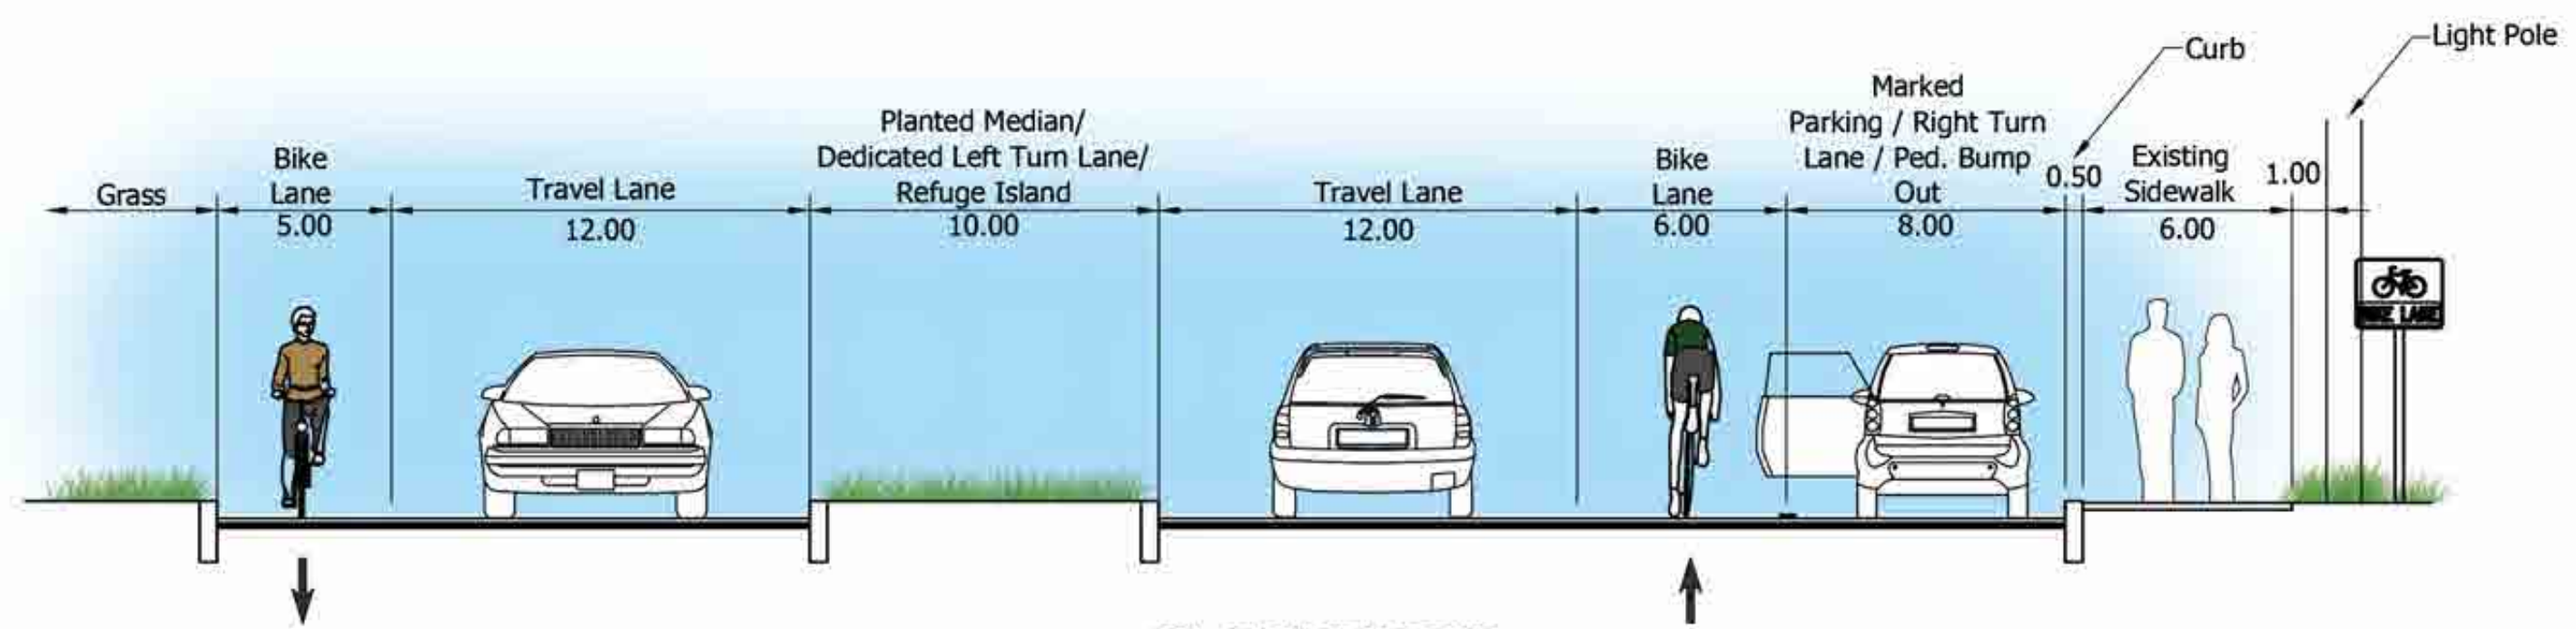 Grass
Bike
Lane
5.00
Travel Lane
12.00
Planted Median/
Dedicated Left Turn Lane/
Refuge Island
10.00
Travel Lane
12.00
Bike
Lane
6.00
Marked
Parking / Right Turn
Lane / Ped. Bump
Out
8.00
Curb
0.50
Existing
Sidewalk
6.00
1.00
Light Pole
BIKE LANE